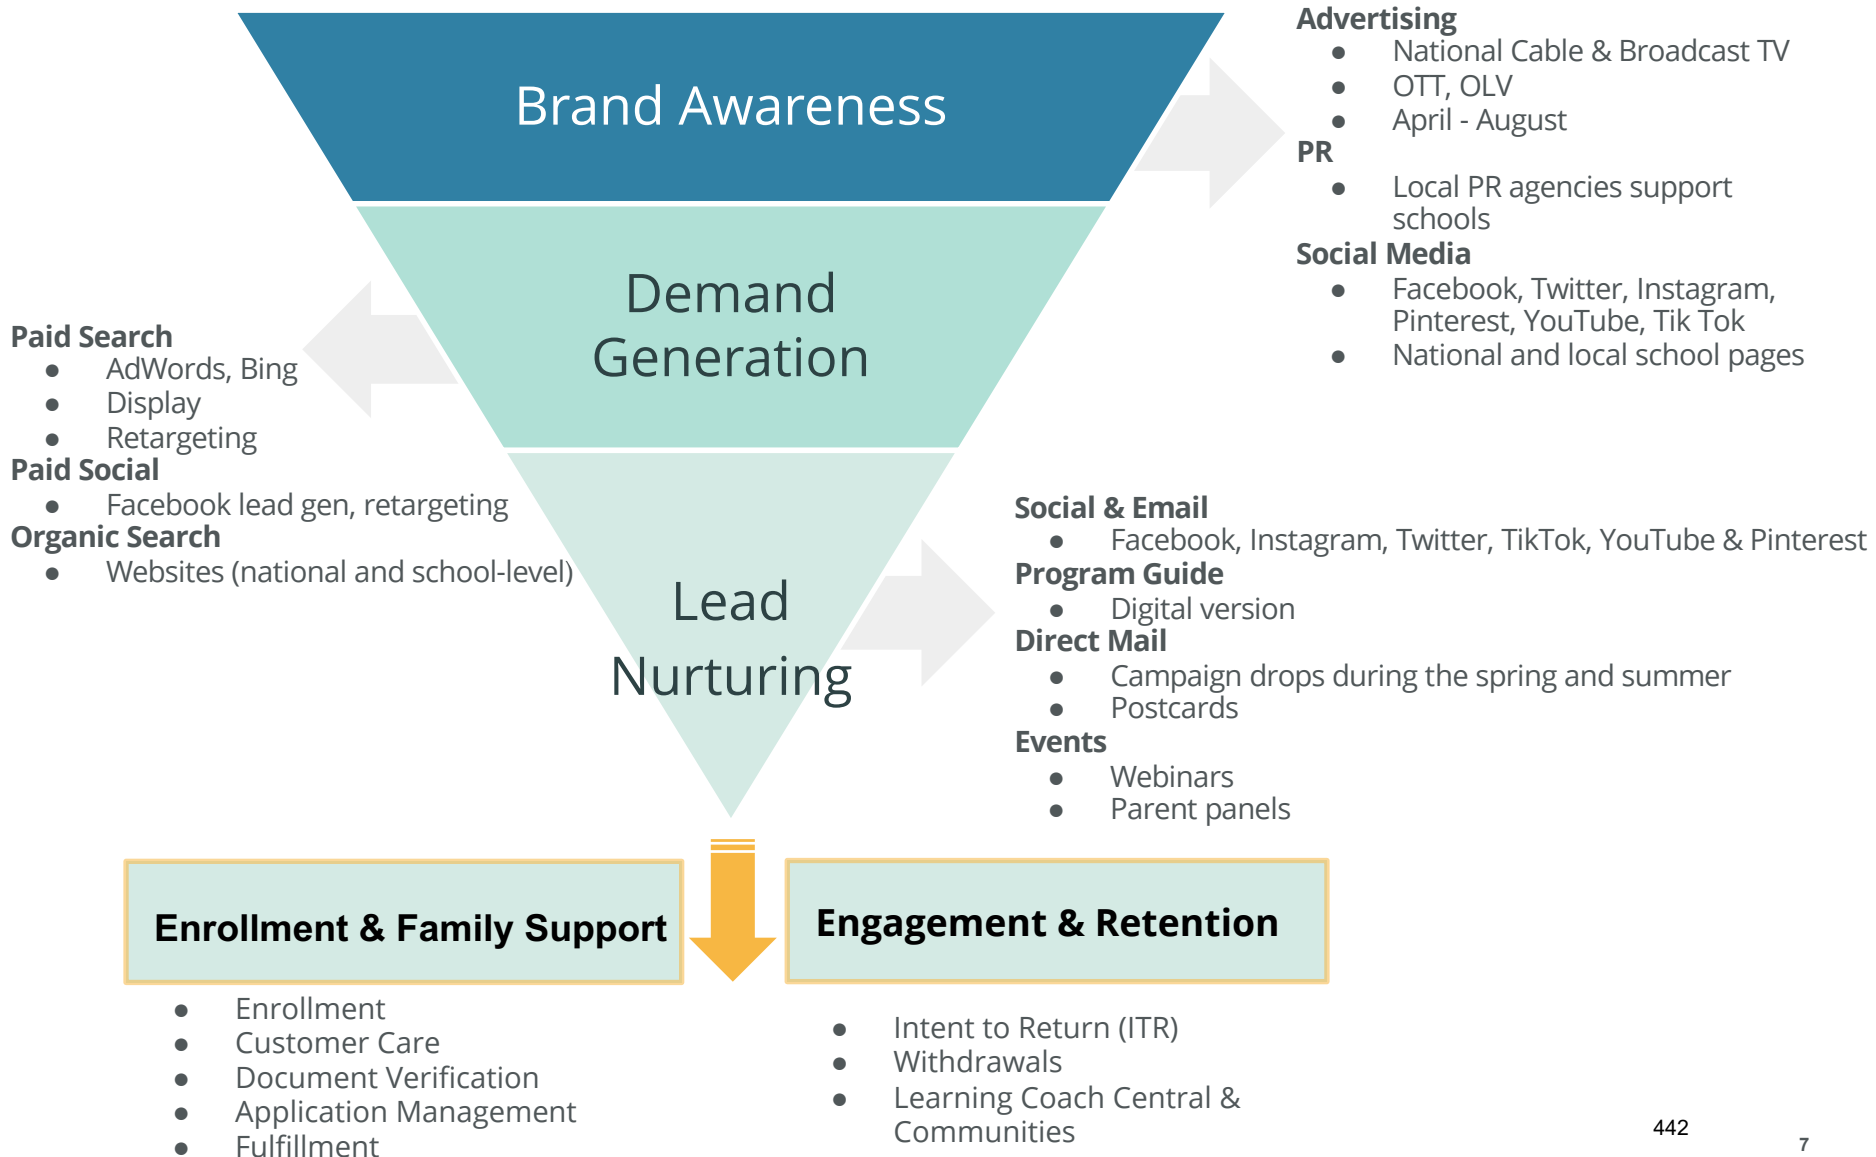 Brand Awareness
Advertising
● National Cable & Broadcast TV
● OTT, OLV
● April - August
PR
● Local PR agencies support
schools
Social Media
● Facebook, Twitter, Instagram,
Pinterest, YouTube, Tik Tok
● National and local school pages
Demand
Generation
Paid Search
● AdWords, Bing
● Display
● Retargeting
Paid Social
● Facebook lead gen, retargeting
Organic Search
● Websites (national and school-level)
Lead
Nurturing
Social & Email
● Facebook, Instagram, Twitter, TikTok, YouTube & Pinterest
Program Guide
● Digital version
Direct Mail
● Campaign drops during the spring and summer
● Postcards
Events
● Webinars
● Parent panels
Enrollment & Family Support
● Enrollment
● Customer Care
● Document Verification
● Application Management
● Fulfillment
Engagement & Retention
● Intent to Return (ITR)
● Withdrawals
● Learning Coach Central &
Communities
442
7